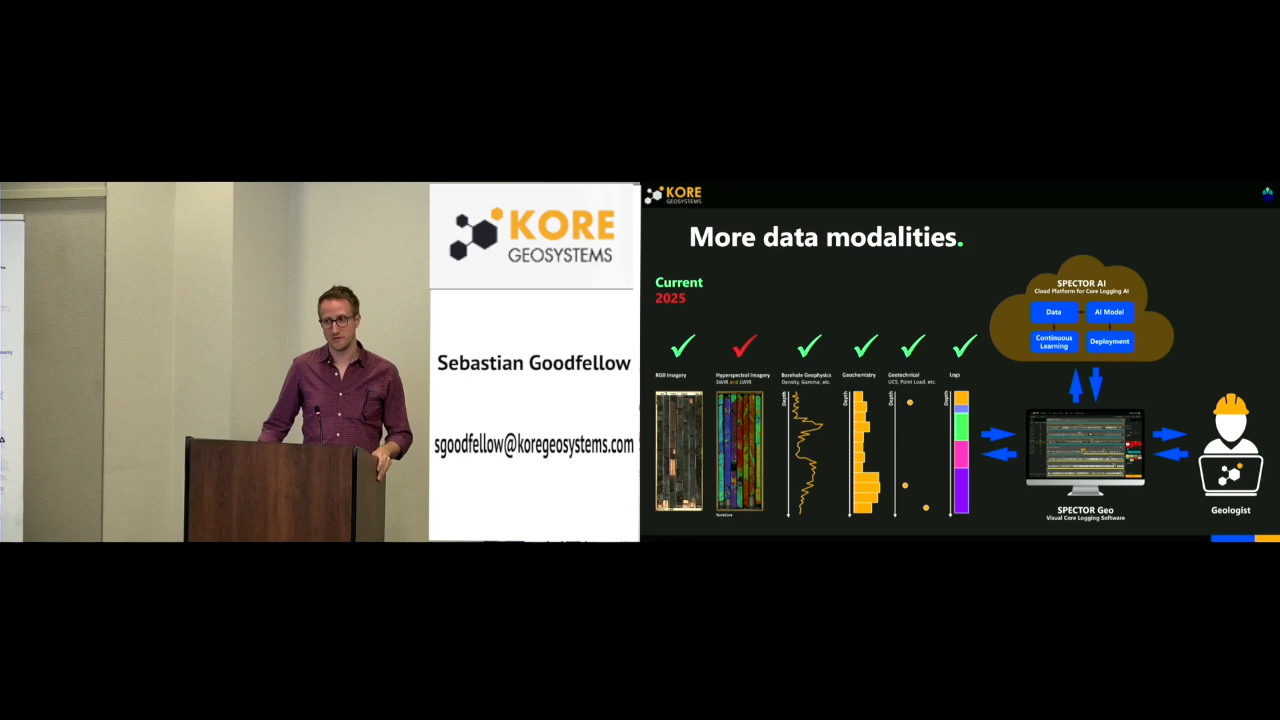 KORE
GEOSYSTEMS
Sebastian Goodfellow
sgoodfellow@koregeosystems.com
KORE
GEOSYSTEMS
More data modalities.
Current
2025
RGB Imagery
Hyperspectral Imagery
SWIR and LWIR
Borehole Geophysics
Density, Gamma, etc.
Geochemistry
Geotechnical
UCS, Point Load, etc.
Logs
Depth
Depth
Depth
Depth
SPECTOR AI
Cloud Platform for Core Logging AI
Data
AI Model
Continuous
Learning
Deployment
SPECTOR Geo
Visual Core Logging Software
Geologist